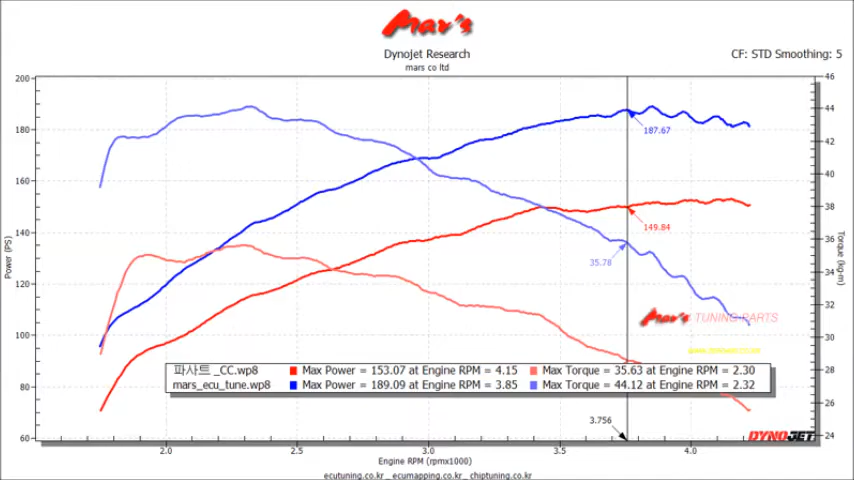 Mar's
Dynojet Research
mars co ltd
CF: STD Smoothing: 5
200
180
160
140
120
100
80
60
Power (PS)
46
44
42
40
38
36
34
32
30
28
26
24
Torque (kg-m)
187.67
149.84
35.78
Mar's TUNING PARTS
파사트 _CC.wp8 Max Power = 153.07 at Engine RPM = 4.15 Max Torque = 35.63 at Engine RPM = 2.30
mars_ecu_tune.wp8 Max Power = 189.09 at Engine RPM = 3.85 Max Torque = 44.12 at Engine RPM = 2.32
3.756
DYNOJET
2.0 2.5 3.0 3.5 4.0
Engine RPM (rpmx1000)
ecutuning.co.kr _ ecumapping.co.kr _ chiptuning.co.kr